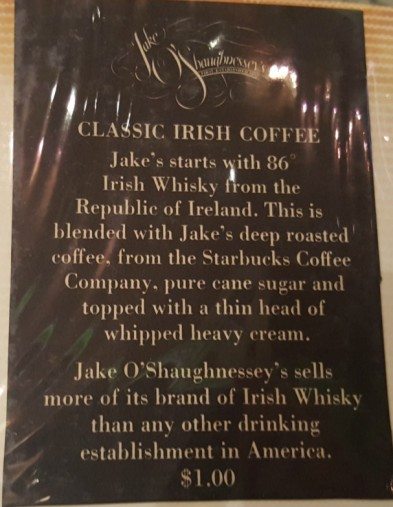 Jake
O'Shaughnessey's
CLASSIC IRISH COFFEE
Jake's starts with 86°
Irish Whisky from the
Republic of Ireland. This is
blended with Jake's deep roasted
coffee, from the Starbucks Coffee
Company, pure cane sugar and
topped with a thin head of
whipped heavy cream.
Jake O'Shaughnessey's sells
more of its brand of Irish Whisky
than any other drinking
establishment in America.
$1.00